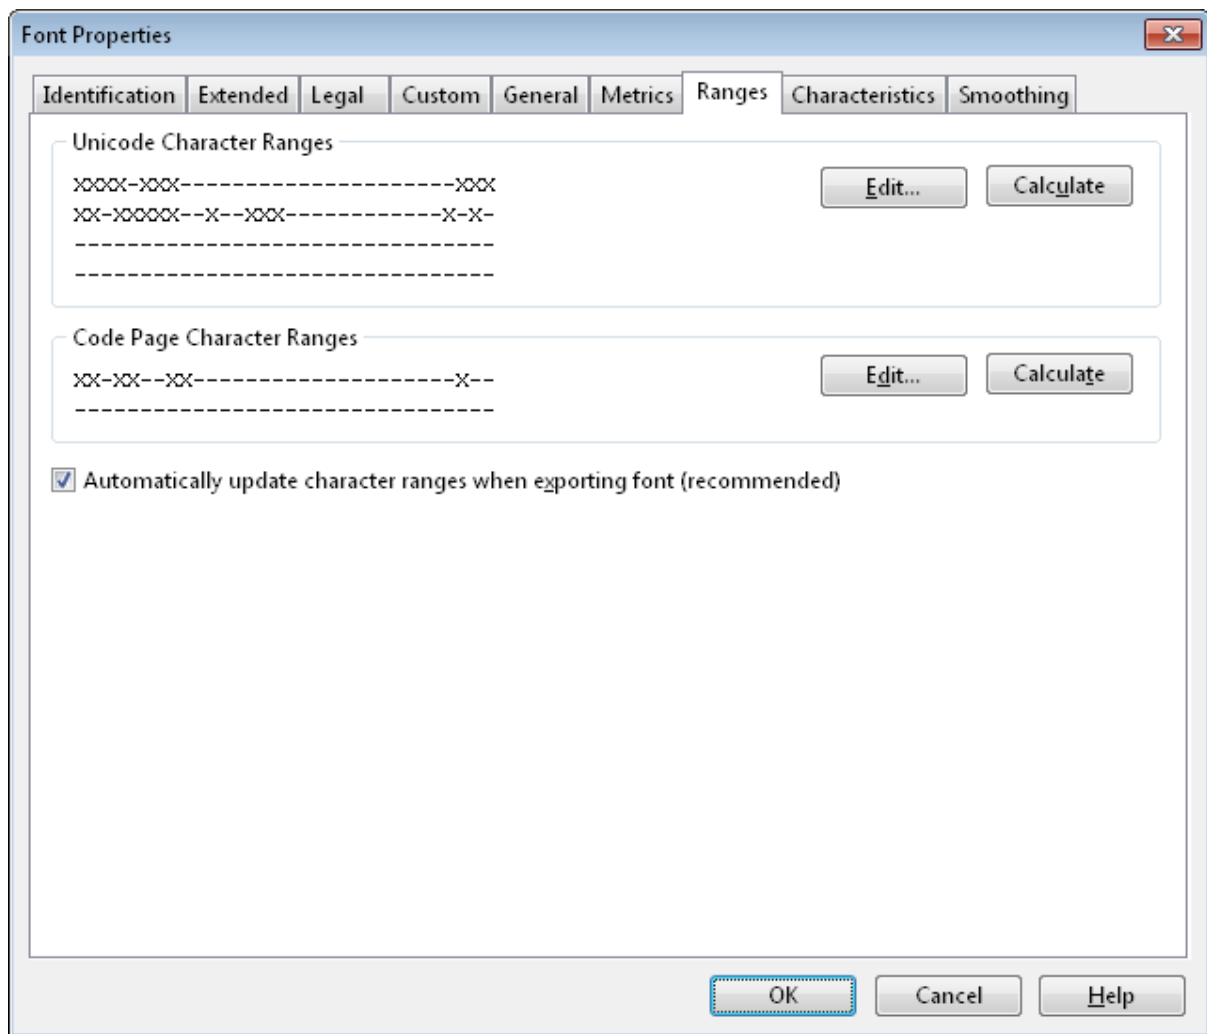 Font Properties
Identification Extended Legal Custom General Metrics Ranges Characteristics Smoothing
Unicode Character Ranges
XXXX-XXX---------------------XXX
Edit... Calculate
XX-XXXXX--X--XXX------------X-X-
--------------------------------
--------------------------------
Code Page Character Ranges
XX-XX--XX--------------------X--
Edit... Calculate
--------------------------------
Automatically update character ranges when exporting font (recommended)
OK Cancel Help